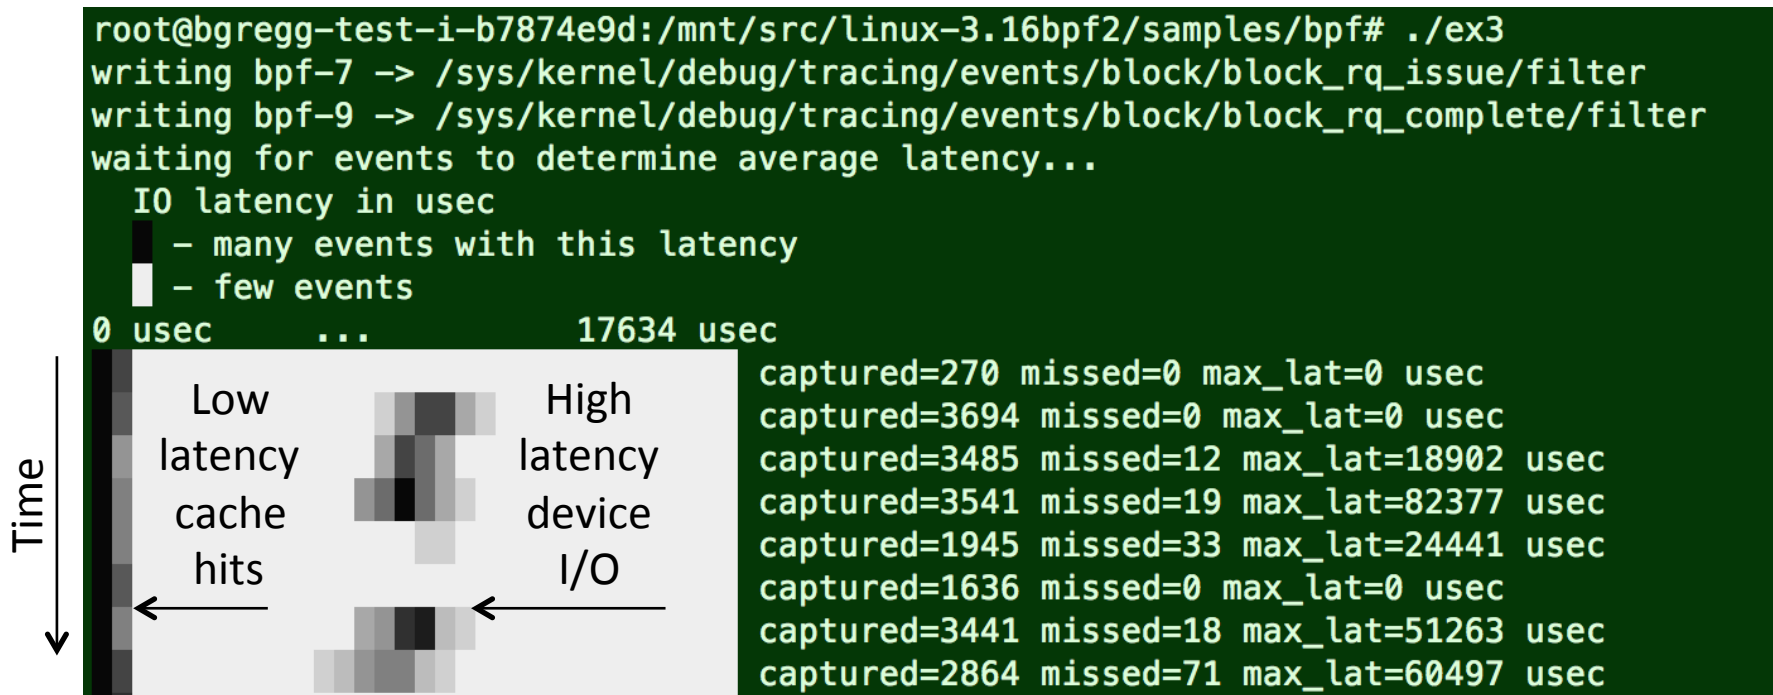 root@bgregg-test-i-b7874e9d:/mnt/src/linux-3.16bpf2/samples/bpf# ./ex3
writing bpf-7 -> /sys/kernel/debug/tracing/events/block/block_rq_issue/filter
writing bpf-9 -> /sys/kernel/debug/tracing/events/block/block_rq_complete/filter
waiting for events to determine average latency...
IO latency in usec
– many events with this latency
– few events
0 usec ... 17634 usec
captured=270 missed=0 max_lat=0 usec
captured=3694 missed=0 max_lat=0 usec
captured=3485 missed=12 max_lat=18902 usec
captured=3541 missed=19 max_lat=82377 usec
captured=1945 missed=33 max_lat=24441 usec
captured=1636 missed=0 max_lat=0 usec
captured=3441 missed=18 max_lat=51263 usec
captured=2864 missed=71 max_lat=60497 usec
Time
Low
latency
cache
hits
High
latency
device
I/O